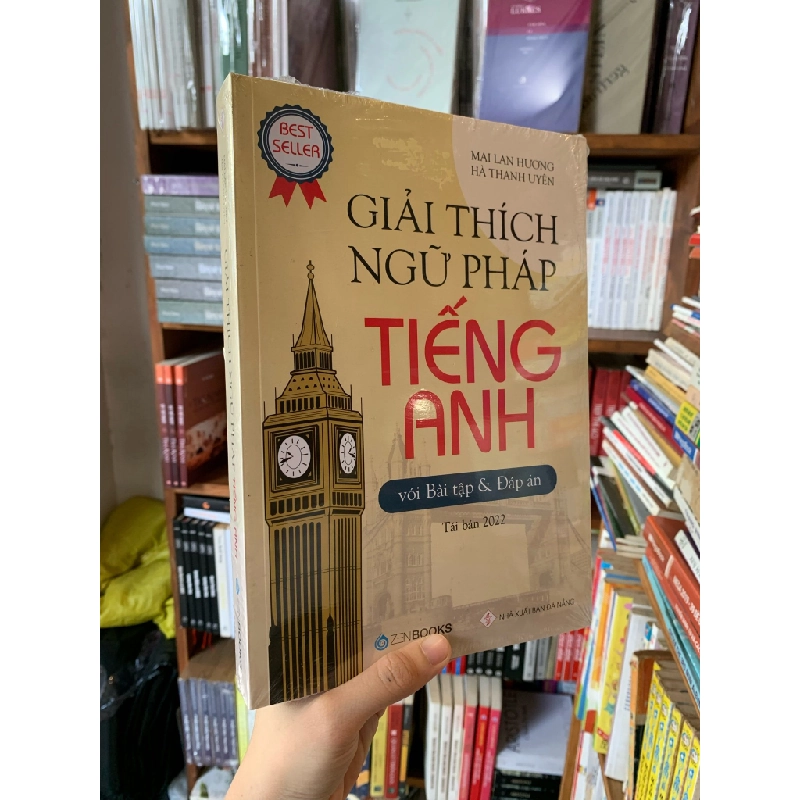 BEST
SELLER
MAI LAN HƯƠNG
HÀ THANH UYÊN
GIẢI THÍCH
NGỮ PHÁP
TIẾNG
ANH
với Bài tập & Đáp án
Tái bản 2022
ZENBOOKS
NHÀ XUẤT BẢN ĐÀ NẴNG